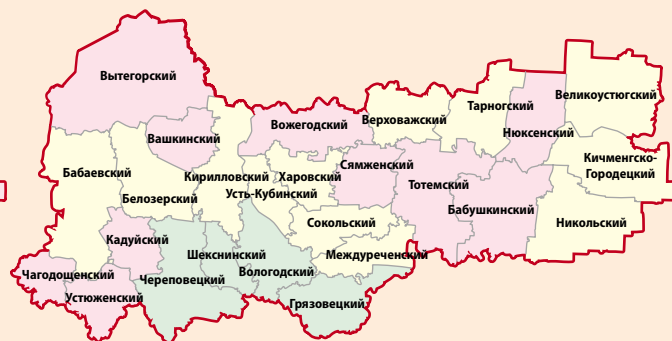 Вытегорский
Великоустюгский
Тарногский
Верховажский
Вожегодский
Нюксенский
Вашкинский
Кичменгско-
Городецкий
Сямженский
Бабаевский
Кирилловский
Харовский
Тотемский
Усть-Кубинский
Белозерский
Бабушкинский
Сокольский
Никольский
Кадуйский
Шекснинский
Междуреченский
Чагодощенский
Череповецкий
Вологодский
Устюженский
Грязовецкий